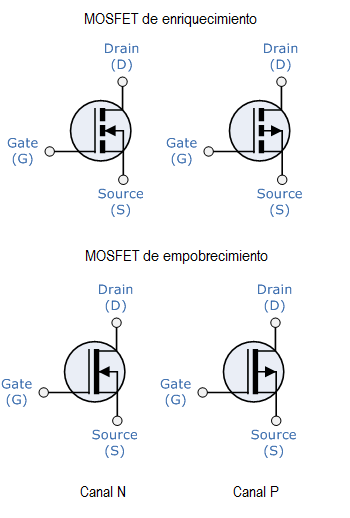 MOSFET de enriquecimiento
Drain
(D)
Drain
(D)
Gate
(G)
Gate
(G)
Source
(S)
Source
(S)
MOSFET de empobrecimiento
Drain
(D)
Drain
(D)
Gate
(G)
Gate
(G)
Source
(S)
Source
(S)
Canal N
Canal P